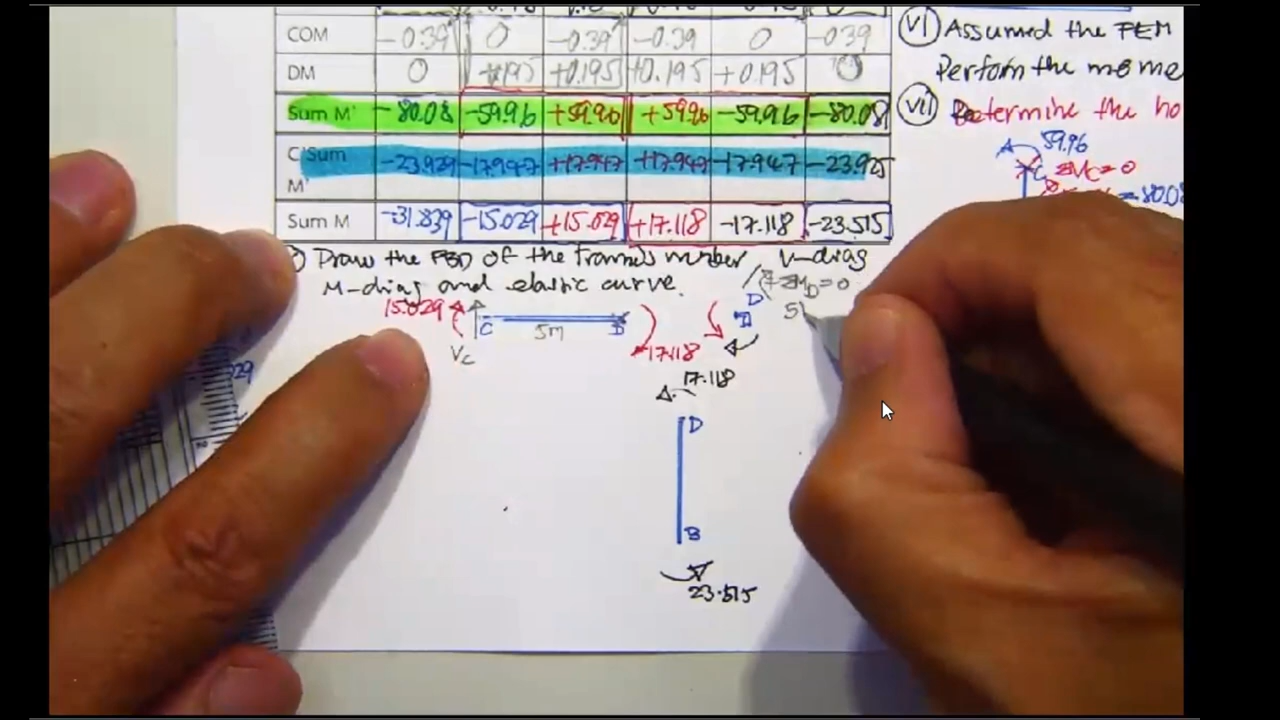 COM -0.39 0 -0.39 -0.39 0 -039
DM 0 +0.195 +0.195 +0.195 0
Sum M' -80.08 -59.96 +59.96 +59.96 -59.96 -80.08
C'Sum M' -23.929 -17.947 +17.947 +17.947 -17.947 -23.925
Sum M -31.839 -15.029 +15.029 +17.118 -17.118 -23.515
Draw the FBD of the frame's member V-diag
M-diag and elastic curve.
VI Assumed the FEM
Perform the mome
VII Determine the ho
59.96
C ΣMc=0
=80.08
ΣMD=0
15.029
C 5m D
Vc
17.118
D
17.118
D
B
23.515